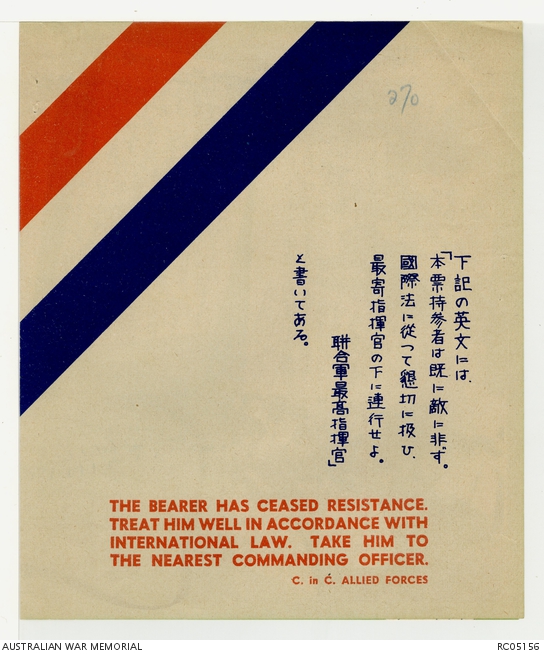 270
下記の英文には、
「本票持参者は既に敵に非ず。
國際法に從つて懇切に扱ひ、
最寄指揮官の下に連行せよ。
聯合軍最高指揮官」
と書いてある。
THE BEARER HAS CEASED RESISTANCE.
TREAT HIM WELL IN ACCORDANCE WITH
INTERNATIONAL LAW. TAKE HIM TO
THE NEAREST COMMANDING OFFICER.
C. in C. ALLIED FORCES
AUSTRALIAN WAR MEMORIAL
RC05156